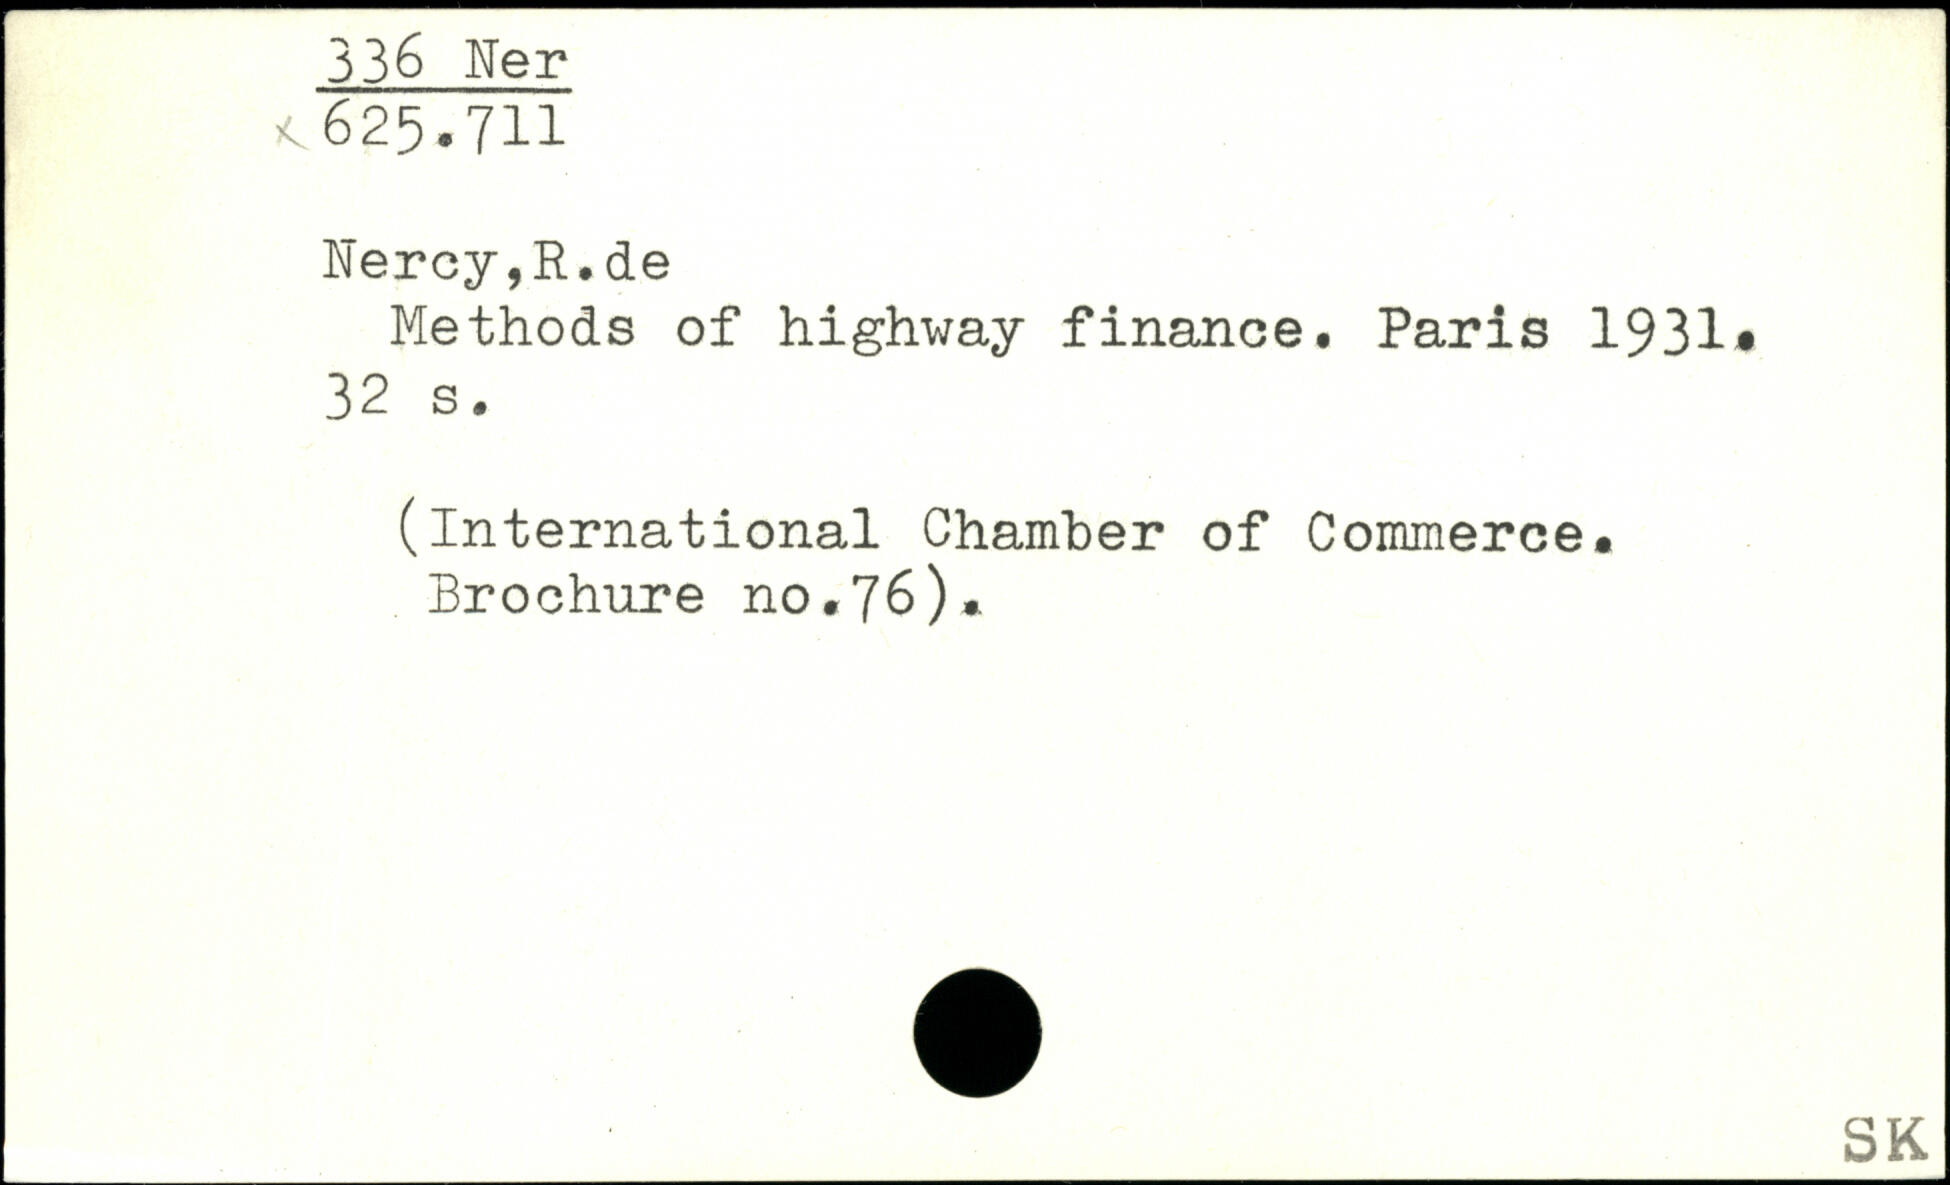 336 Ner
x 625.711
Nercy,R.de
Methods of highway finance. Paris 1931.
32 s.
(International Chamber of Commerce.
Brochure no.76).
SK